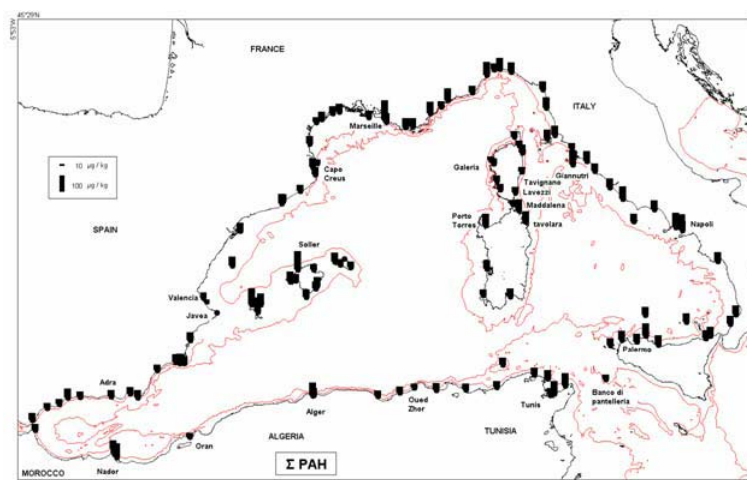 45°29N
FRANCE
ITALY
Marseille
10 µg / kg
100 µg / kg
Capo
Creus
Galeria
Giannutri
Tavignano
Lavezzi
Maddalena
Porto
Torres
tavolara
Napoli
SPAIN
Soller
Valencia
Javea
Palermo
Adra
Alger
Oued
Zhor
Tunis
Banco di
pantelleria
Oran
ALGERIA
TUNISIA
Nador
MOROCCO
Σ PAH